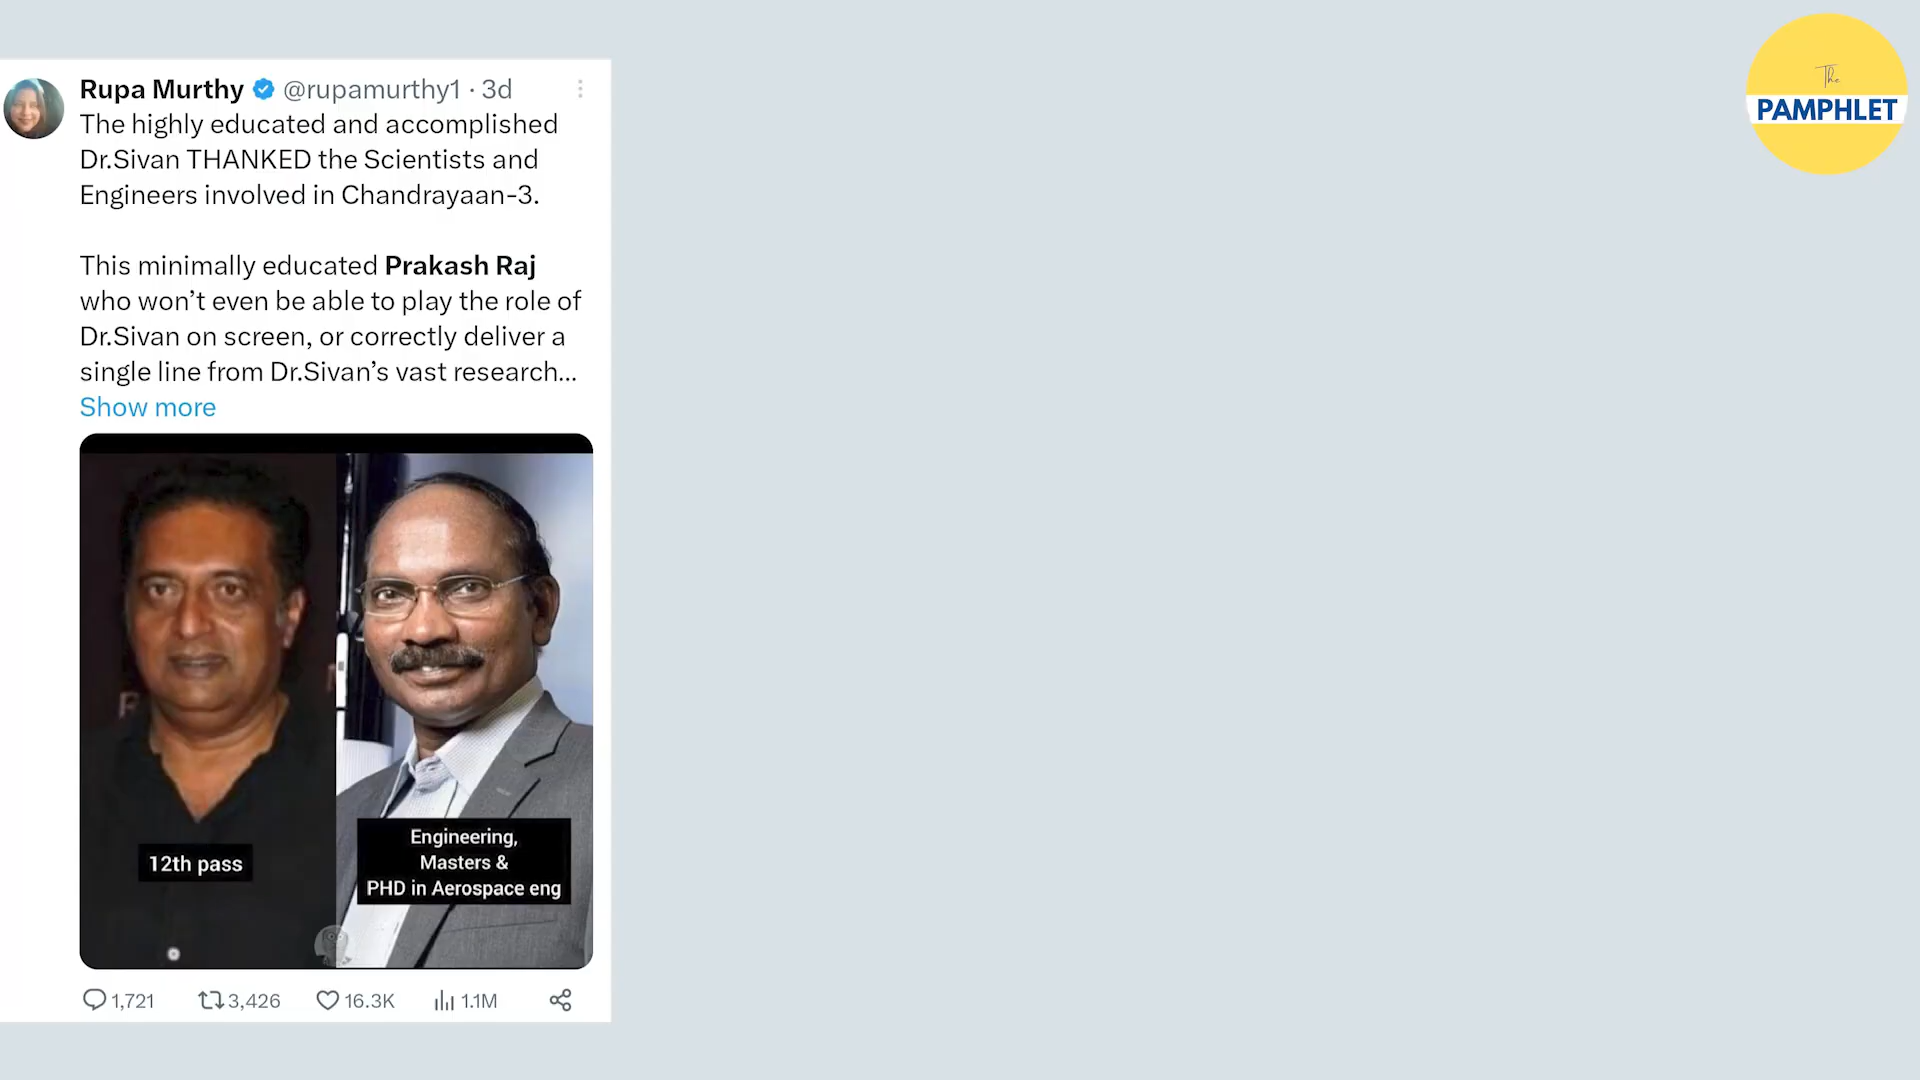 Rupa Murthy @rupamurthy1 · 3d
The highly educated and accomplished
Dr.Sivan THANKED the Scientists and
Engineers involved in Chandrayaan-3.
This minimally educated Prakash Raj
who won’t even be able to play the role of
Dr.Sivan on screen, or correctly deliver a
single line from Dr.Sivan’s vast research...
Show more
12th pass
Engineering,
Masters &
PHD in Aerospace eng
1,721 3,426 16.3K 1.1M
The
PAMPHLET